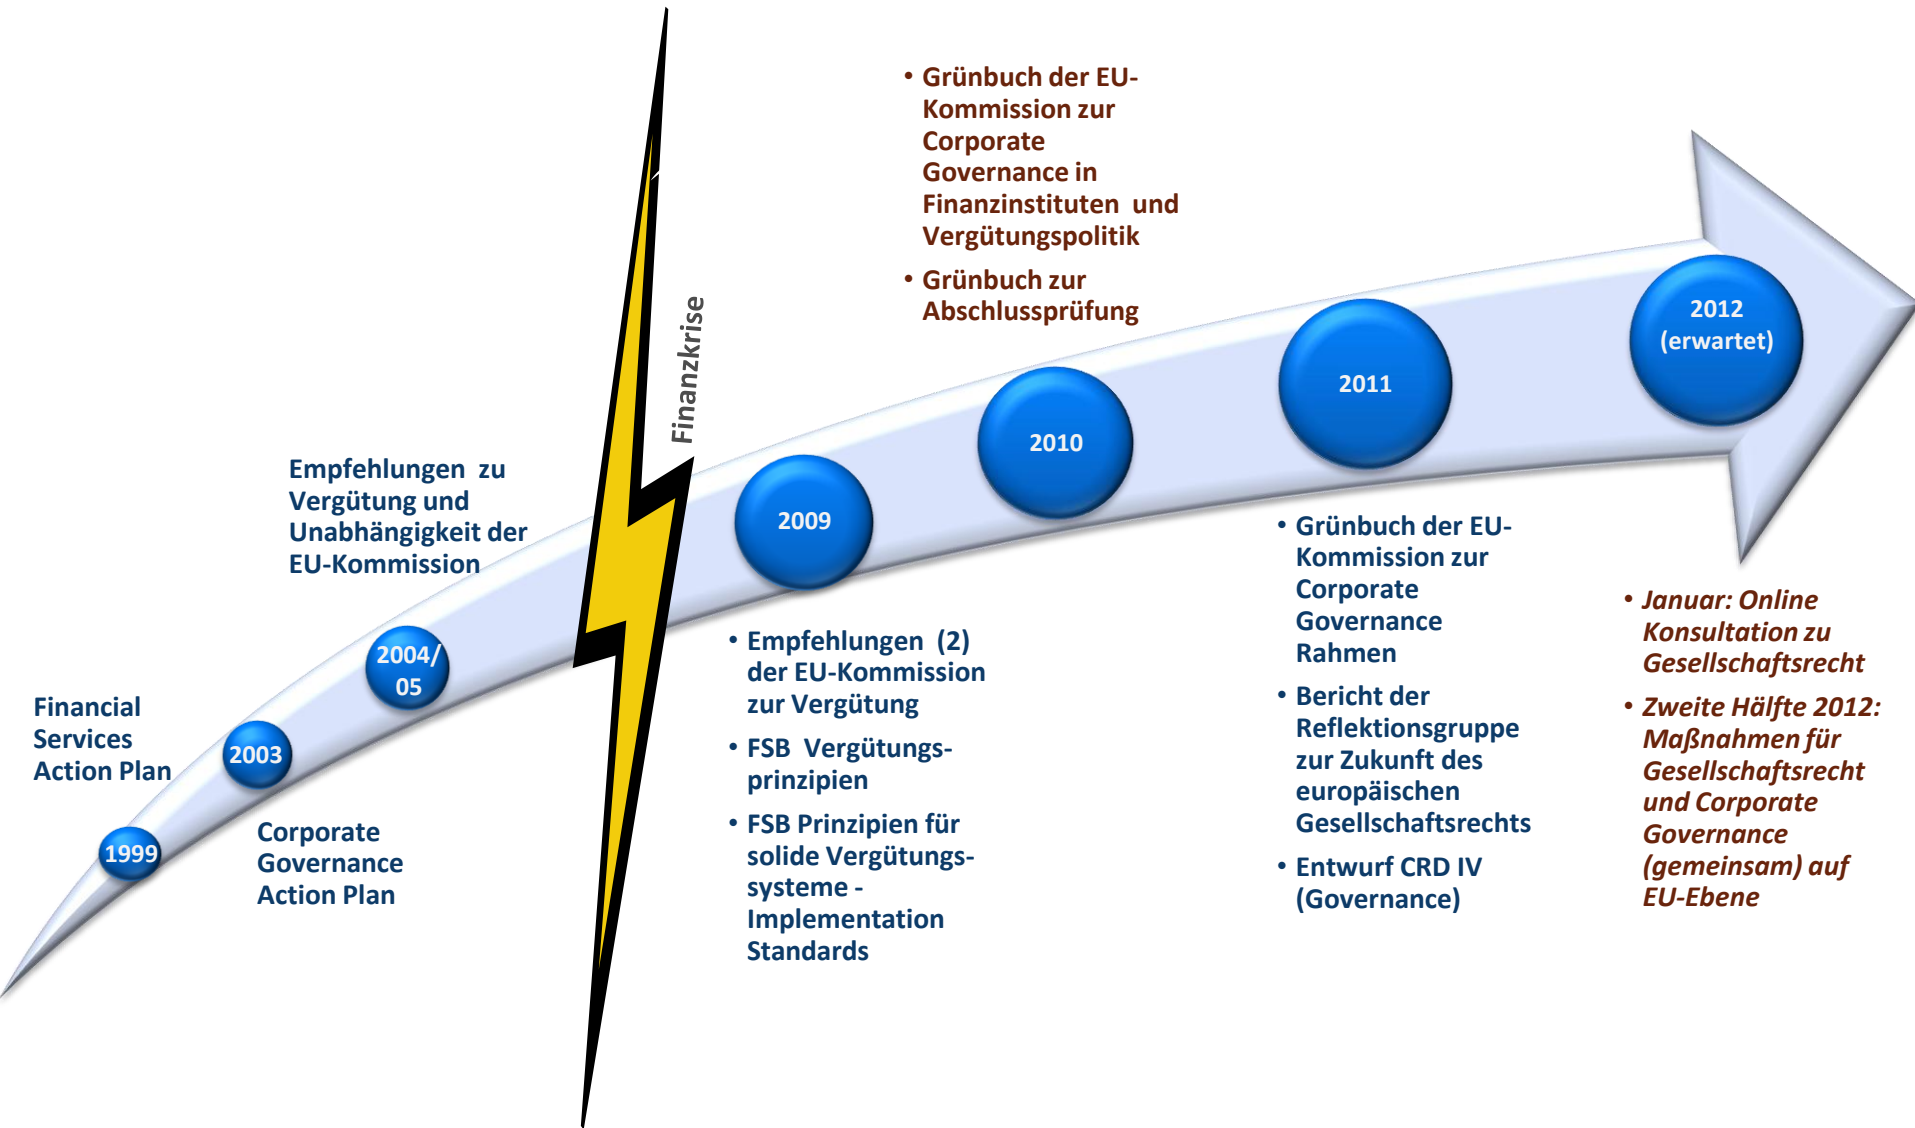 1999
Financial
Services
Action Plan
2003
Corporate
Governance
Action Plan
2004/
05
Empfehlungen zu
Vergütung und
Unabhängigkeit der
EU-Kommission
Finanzkrise
2009
• Empfehlungen (2)
der EU-Kommission
zur Vergütung
• FSB Vergütungs-
prinzipien
• FSB Prinzipien für
solide Vergütungs-
systeme -
Implementation
Standards
2010
• Grünbuch der EU-
Kommission zur
Corporate
Governance in
Finanzinstituten und
Vergütungspolitik
• Grünbuch zur
Abschlussprüfung
2011
• Grünbuch der EU-
Kommission zur
Corporate
Governance
Rahmen
• Bericht der
Reflektionsgruppe
zur Zukunft des
europäischen
Gesellschaftsrechts
• Entwurf CRD IV
(Governance)
2012
(erwartet)
• Januar: Online
Konsultation zu
Gesellschaftsrecht
• Zweite Hälfte 2012:
Maßnahmen für
Gesellschaftsrecht
und Corporate
Governance
(gemeinsam) auf
EU-Ebene